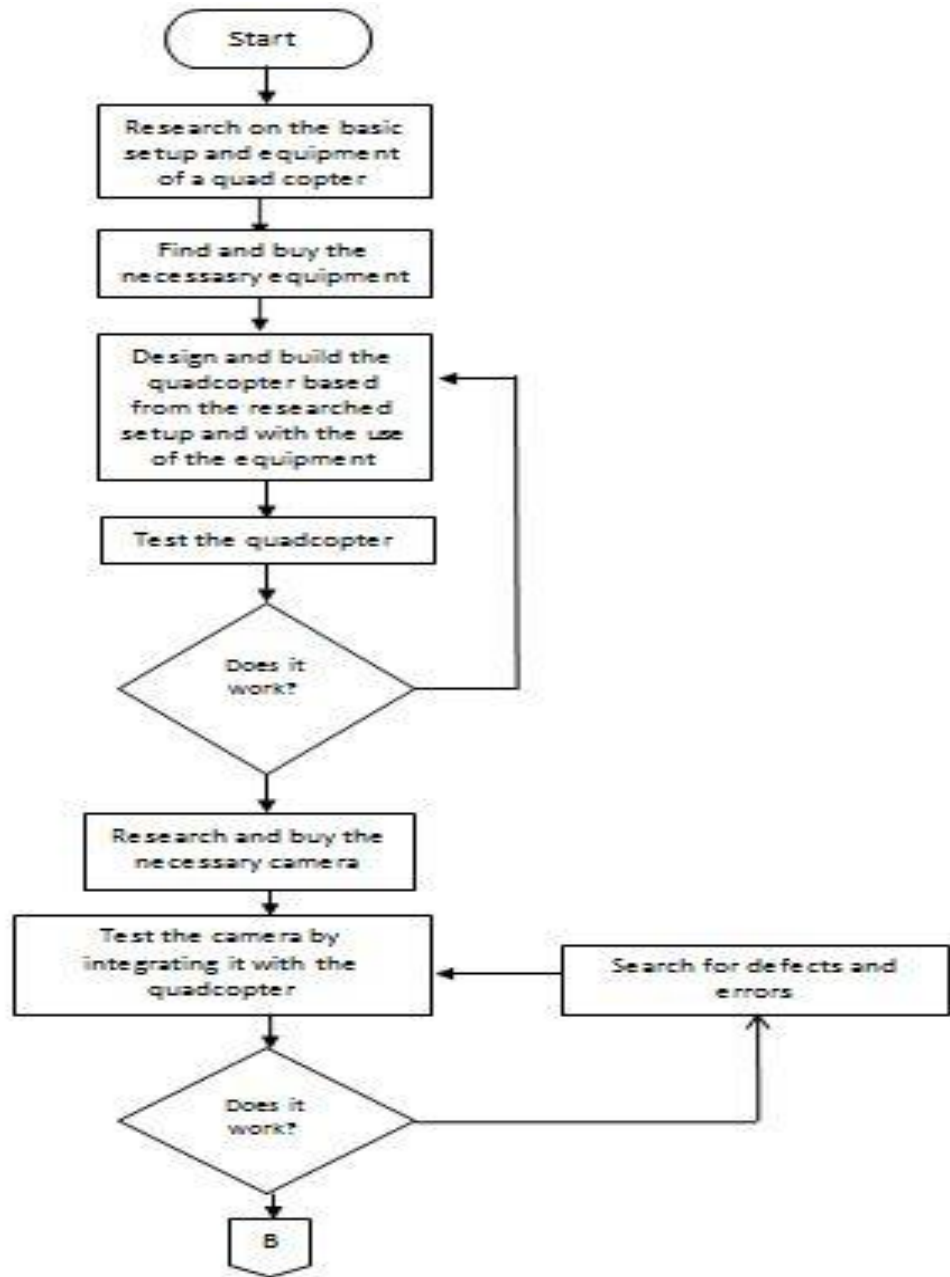 Start
Research on the basic
setup and equipment
of a quad copter
Find and buy the
necessasry equipment
Design and build the
quadcopter based
from the researched
setup and with the use
of the equipment
Test the quadcopter
Does it
work?
Research and buy the
necessary camera
Test the camera by
integrating it with the
quadcopter
Search for defects and
errors
Does it
work?
B